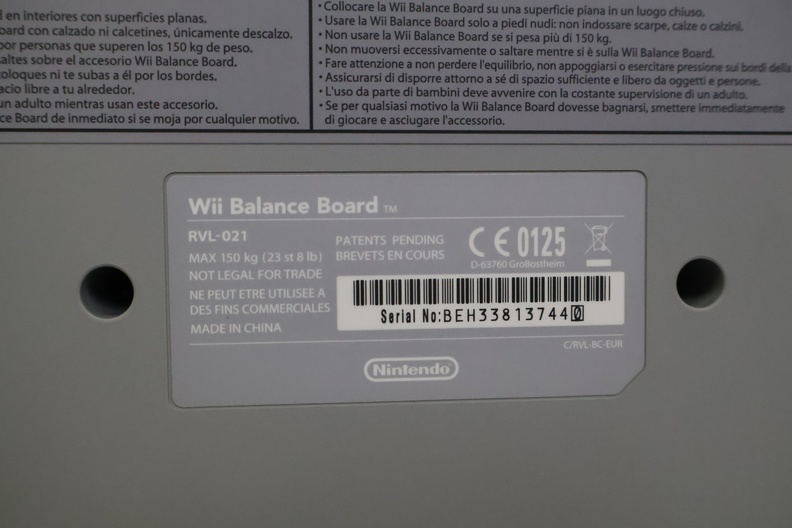 en interiores con superficies planas.
oard con calzado ni calcetines, únicamente descalzo.
por personas que superen los 150 kg de peso.
altes sobre el accesorio Wii Balance Board.
oloques ni te subas a él por los bordes.
acio libre a tu alrededor.
un adulto mientras usan este accesorio.
ce Board de inmediato si se moja por cualquier motivo.
• Collocare la Wii Balance Board su una superficie piana in un luogo chiuso.
• Usare la Wii Balance Board solo a piedi nudi: non indossare scarpe, calze o calzini.
• Non usare la Wii Balance Board se si pesa più di 150 kg.
• Non muoversi eccessivamente o saltare mentre si è sulla Wii Balance Board.
• Fare attenzione a non perdere l'equilibrio, non appoggiarsi o esercitare pressione sui bordi della
• Assicurarsi di disporre attorno a sé di spazio sufficiente e libero da oggetti e persone.
• L'uso da parte di bambini deve avvenire con la costante supervisione di un adulto.
• Se per qualsiasi motivo la Wii Balance Board dovesse bagnarsi, smettere immediatamente
di giocare e asciugare l'accessorio.
Wii Balance Board TM
RVL-021
MAX 150 kg (23 st 8 lb)
NOT LEGAL FOR TRADE
NE PEUT ETRE UTILISEE A
DES FINS COMMERCIALES
MADE IN CHINA
PATENTS PENDING
BREVETS EN COURS
CE 0125
D-63760 Großostheim
Serial No:BEH338137440
C/RVL-BC-EUR
Nintendo